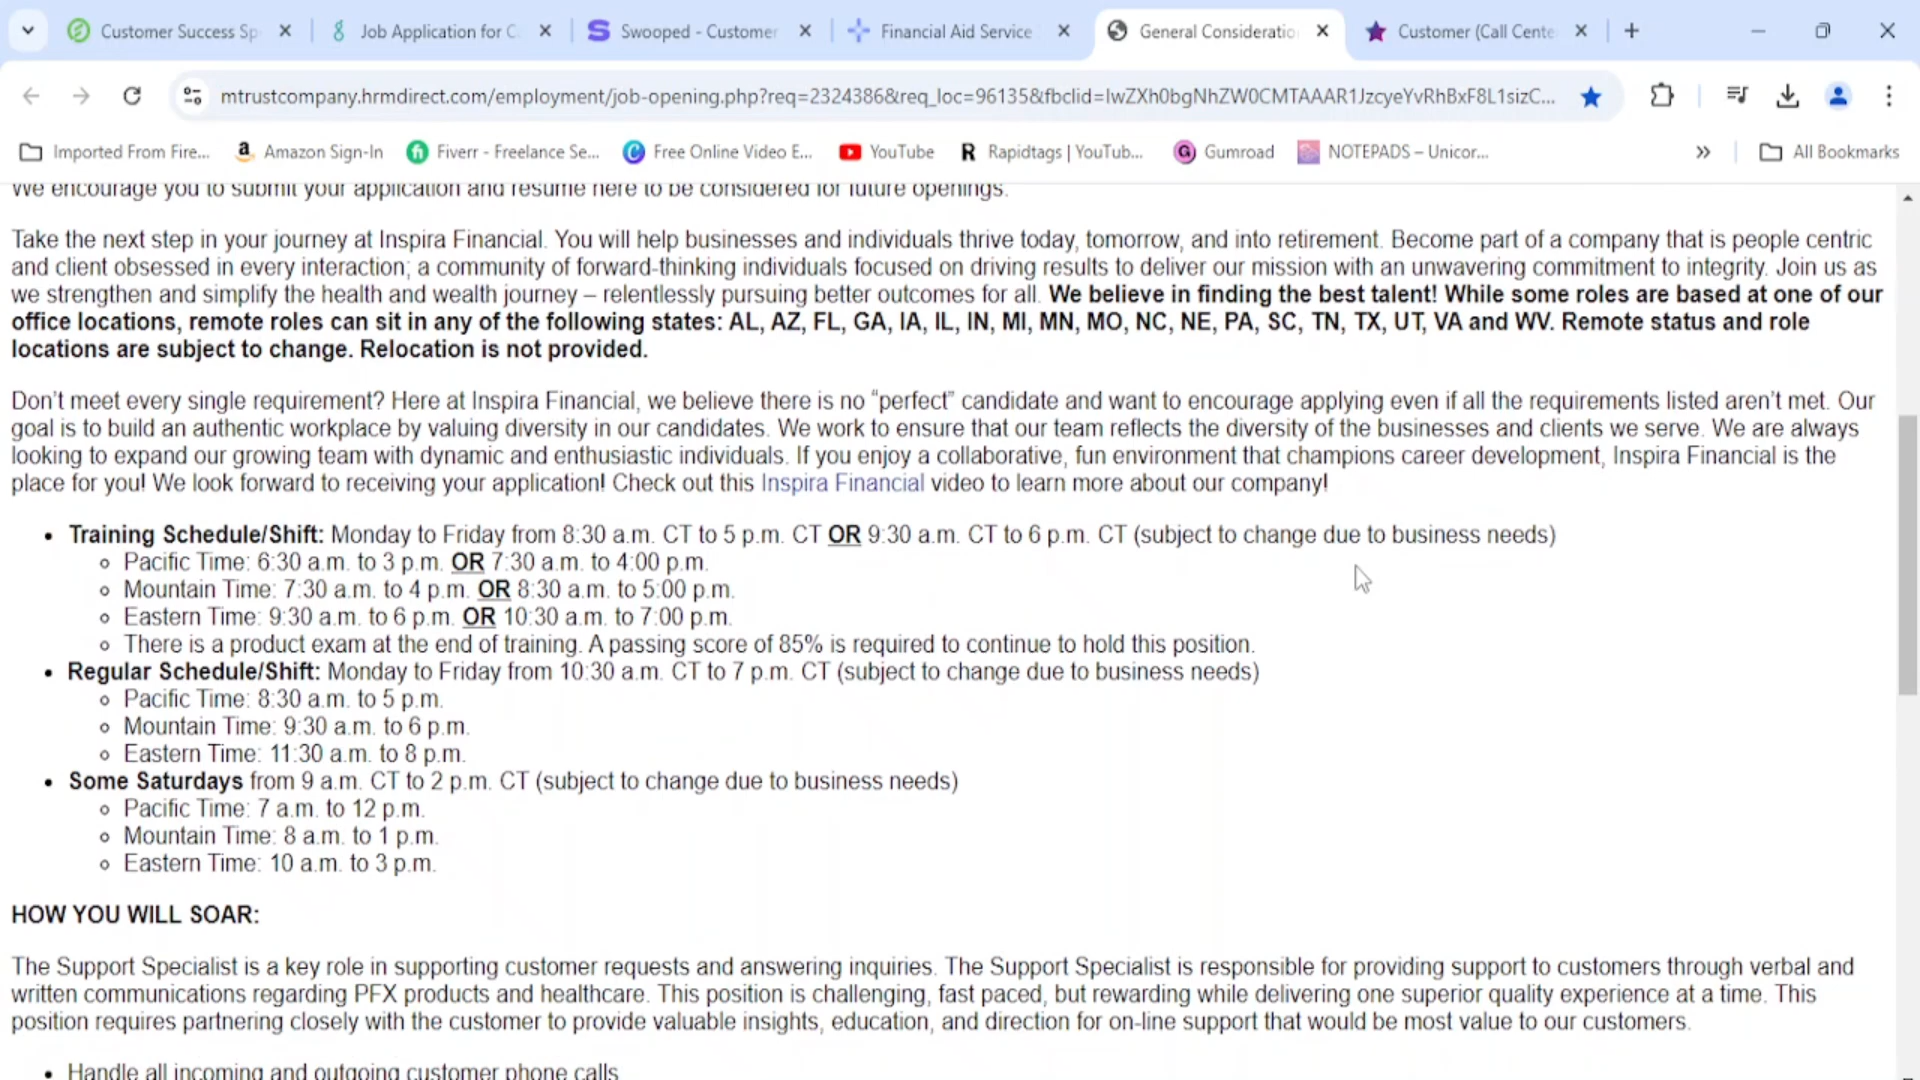 Customer Success Sp
Job Application for C
Swooped - Customer
Financial Aid Service
General Consideratio
Customer (Call Cente
mtrustcompany.hrmdirect.com/employment/job-opening.php?req=2324386&req_loc=96135&fbclid=IwZXh0bgNhZW0CMTAAAR1JzcyeYvRhBxF8L1sizC...
Imported From Fire...
Amazon Sign-In
Fiverr - Freelance Se...
Free Online Video E...
YouTube
Rapidtags | YouTub...
Gumroad
NOTEPADS – Unicor...
All Bookmarks
We encourage you to submit your application and resume here to be considered for future openings.
Take the next step in your journey at Inspira Financial. You will help businesses and individuals thrive today, tomorrow, and into retirement. Become part of a company that is people centric
and client obsessed in every interaction; a community of forward-thinking individuals focused on driving results to deliver our mission with an unwavering commitment to integrity. Join us as
we strengthen and simplify the health and wealth journey – relentlessly pursuing better outcomes for all. We believe in finding the best talent! While some roles are based at one of our
office locations, remote roles can sit in any of the following states: AL, AZ, FL, GA, IA, IL, IN, MI, MN, MO, NC, NE, PA, SC, TN, TX, UT, VA and WV. Remote status and role
locations are subject to change. Relocation is not provided.
Don't meet every single requirement? Here at Inspira Financial, we believe there is no “perfect” candidate and want to encourage applying even if all the requirements listed aren't met. Our
goal is to build an authentic workplace by valuing diversity in our candidates. We work to ensure that our team reflects the diversity of the businesses and clients we serve. We are always
looking to expand our growing team with dynamic and enthusiastic individuals. If you enjoy a collaborative, fun environment that champions career development, Inspira Financial is the
place for you! We look forward to receiving your application! Check out this Inspira Financial video to learn more about our company!
• Training Schedule/Shift: Monday to Friday from 8:30 a.m. CT to 5 p.m. CT OR 9:30 a.m. CT to 6 p.m. CT (subject to change due to business needs)
Pacific Time: 6:30 a.m. to 3 p.m. OR 7:30 a.m. to 4:00 p.m.
Mountain Time: 7:30 a.m. to 4 p.m. OR 8:30 a.m. to 5:00 p.m.
Eastern Time: 9:30 a.m. to 6 p.m. OR 10:30 a.m. to 7:00 p.m.
There is a product exam at the end of training. A passing score of 85% is required to continue to hold this position.
• Regular Schedule/Shift: Monday to Friday from 10:30 a.m. CT to 7 p.m. CT (subject to change due to business needs)
Pacific Time: 8:30 a.m. to 5 p.m.
Mountain Time: 9:30 a.m. to 6 p.m.
Eastern Time: 11:30 a.m. to 8 p.m.
• Some Saturdays from 9 a.m. CT to 2 p.m. CT (subject to change due to business needs)
Pacific Time: 7 a.m. to 12 p.m.
Mountain Time: 8 a.m. to 1 p.m.
Eastern Time: 10 a.m. to 3 p.m.
HOW YOU WILL SOAR:
The Support Specialist is a key role in supporting customer requests and answering inquiries. The Support Specialist is responsible for providing support to customers through verbal and
written communications regarding PFX products and healthcare. This position is challenging, fast paced, but rewarding while delivering one superior quality experience at a time. This
position requires partnering closely with the customer to provide valuable insights, education, and direction for on-line support that would be most value to our customers.
• Handle all incoming and outgoing customer phone calls